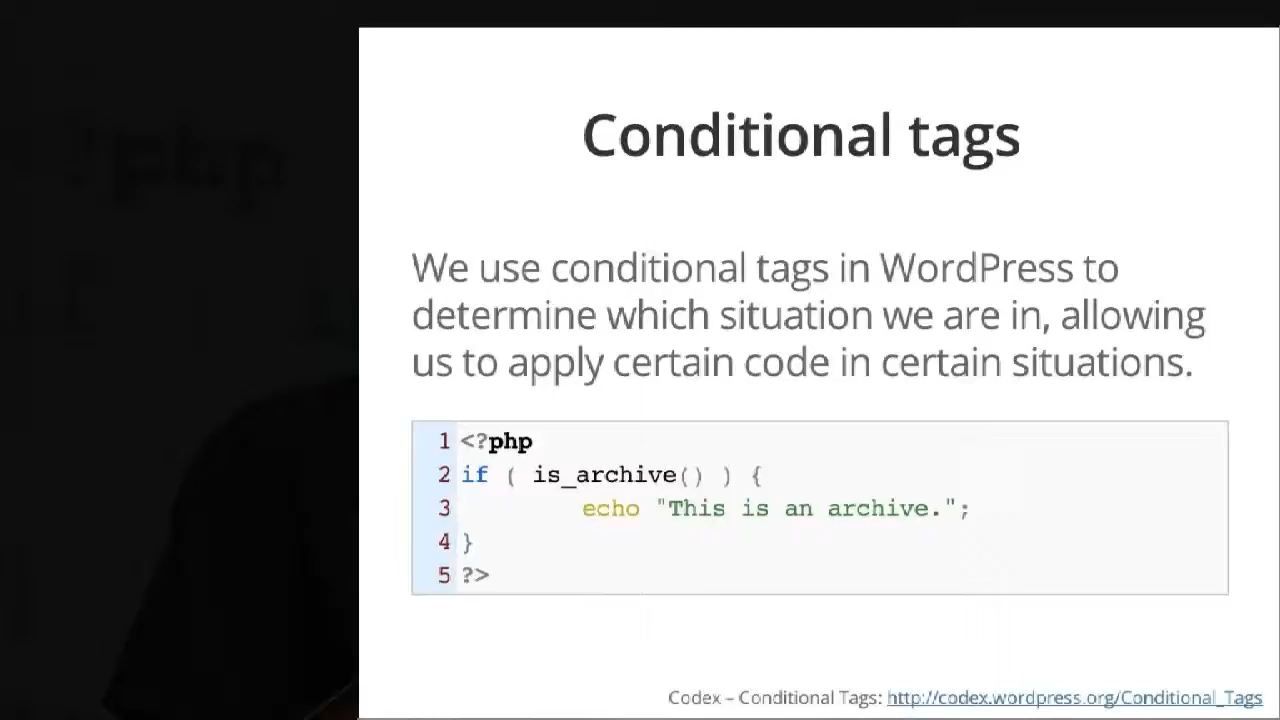 Conditional tags
We use conditional tags in WordPress to
determine which situation we are in, allowing
us to apply certain code in certain situations.
1 <?php
2 if ( is_archive() ) {
3 echo "This is an archive.";
4 }
5 ?>
Codex – Conditional Tags: http://codex.wordpress.org/Conditional_Tags